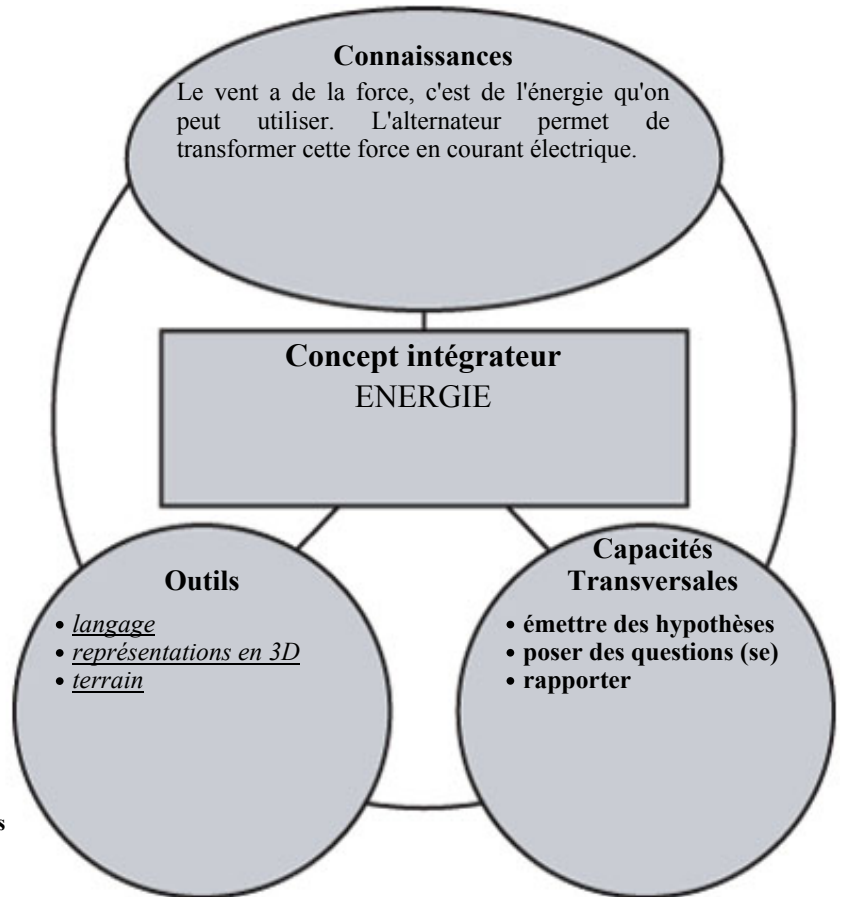 Connaissances
Le vent a de la force, c'est de l'énergie qu'on
peut utiliser. L'alternateur permet de
transformer cette force en courant électrique.
Concept intégrateur
ENERGIE
Outils
• langage
• représentations en 3D
• terrain
Capacités
Transversales
• émettre des hypothèses
• poser des questions (se)
• rapporter
s